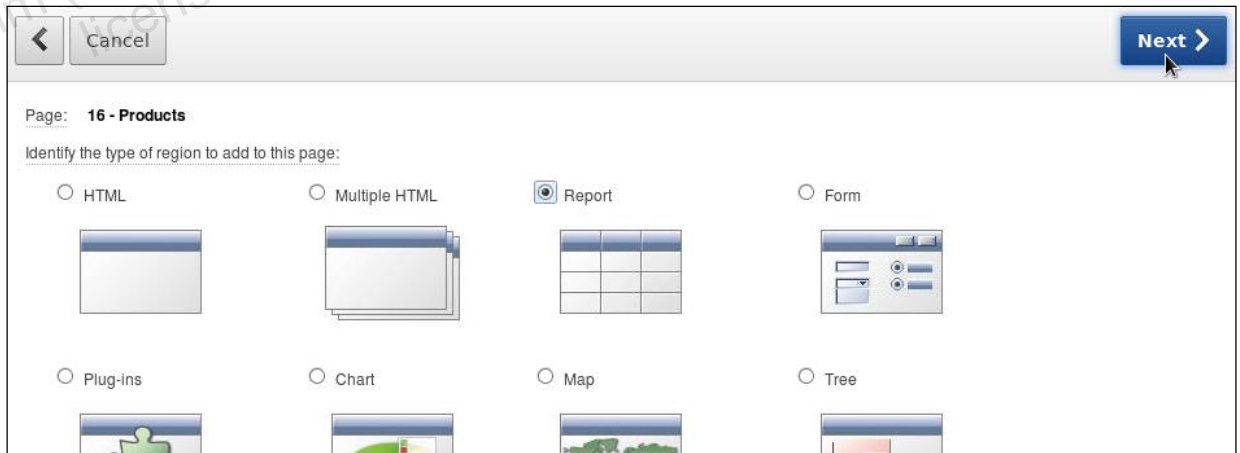 Cancel
Next
Page: 16 - Products
Identify the type of region to add to this page:
HTML Multiple HTML Report Form
Plug-ins Chart Map Tree